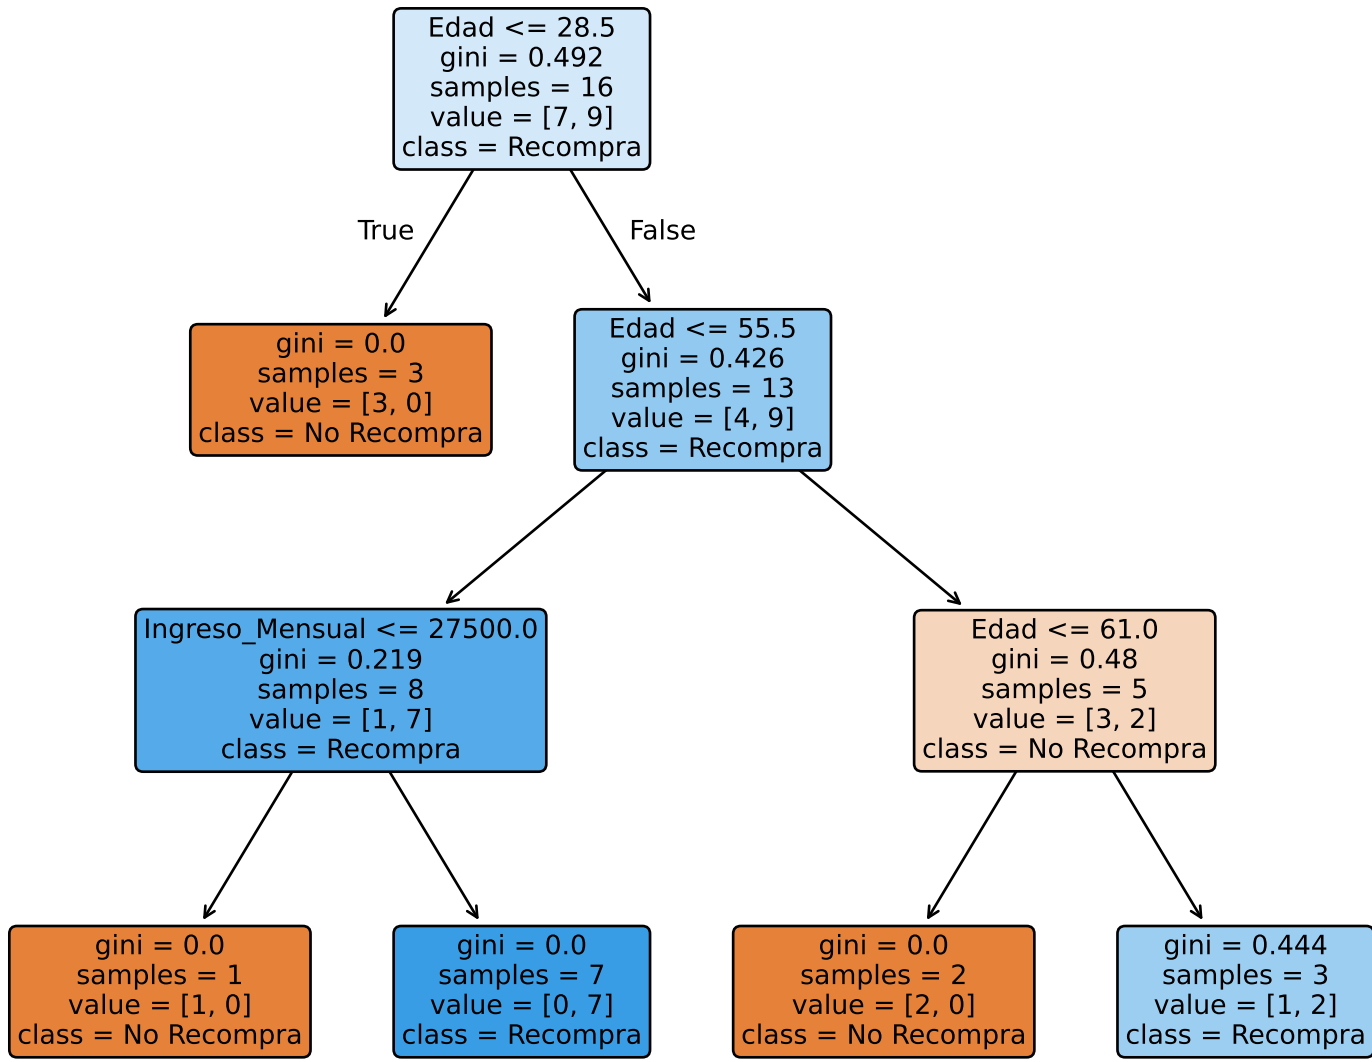 Edad <= 28.5
gini = 0.492
samples = 16
value = [7, 9]
class = Recompra
True
False
gini = 0.0
samples = 3
value = [3, 0]
class = No Recompra
Edad <= 55.5
gini = 0.426
samples = 13
value = [4, 9]
class = Recompra
Ingreso_Mensual <= 27500.0
gini = 0.219
samples = 8
value = [1, 7]
class = Recompra
Edad <= 61.0
gini = 0.48
samples = 5
value = [3, 2]
class = No Recompra
gini = 0.0
samples = 1
value = [1, 0]
class = No Recompra
gini = 0.0
samples = 7
value = [0, 7]
class = Recompra
gini = 0.0
samples = 2
value = [2, 0]
class = No Recompra
gini = 0.444
samples = 3
value = [1, 2]
class = Recompra